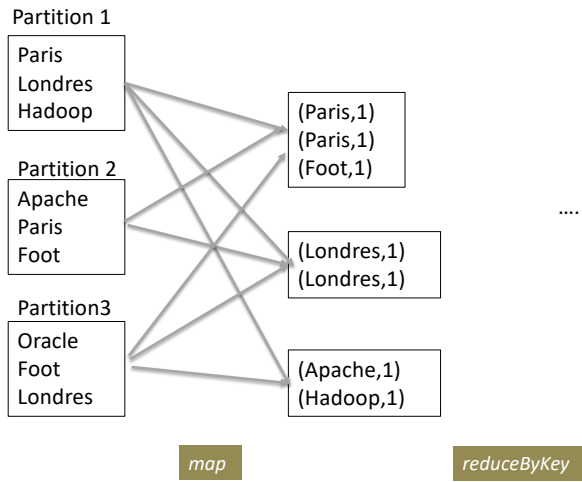 Partition 1
Paris
Londres
Hadoop
Partition 2
Apache
Paris
Foot
Partition3
Oracle
Foot
Londres
(Paris,1)
(Paris,1)
(Foot,1)
(Londres,1)
(Londres,1)
(Apache,1)
(Hadoop,1)
....
map
reduceByKey